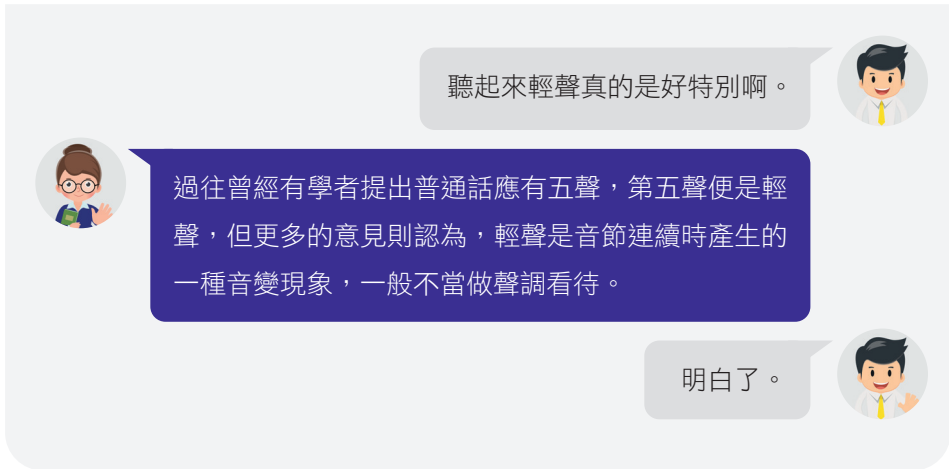 聽起來輕聲真的是好特別啊。
過往曾經有學者提出普通話應有五聲，第五聲便是輕
聲，但更多的意見則認為，輕聲是音節連續時產生的
一種音變現象，一般不當做聲調看待。
明白了。